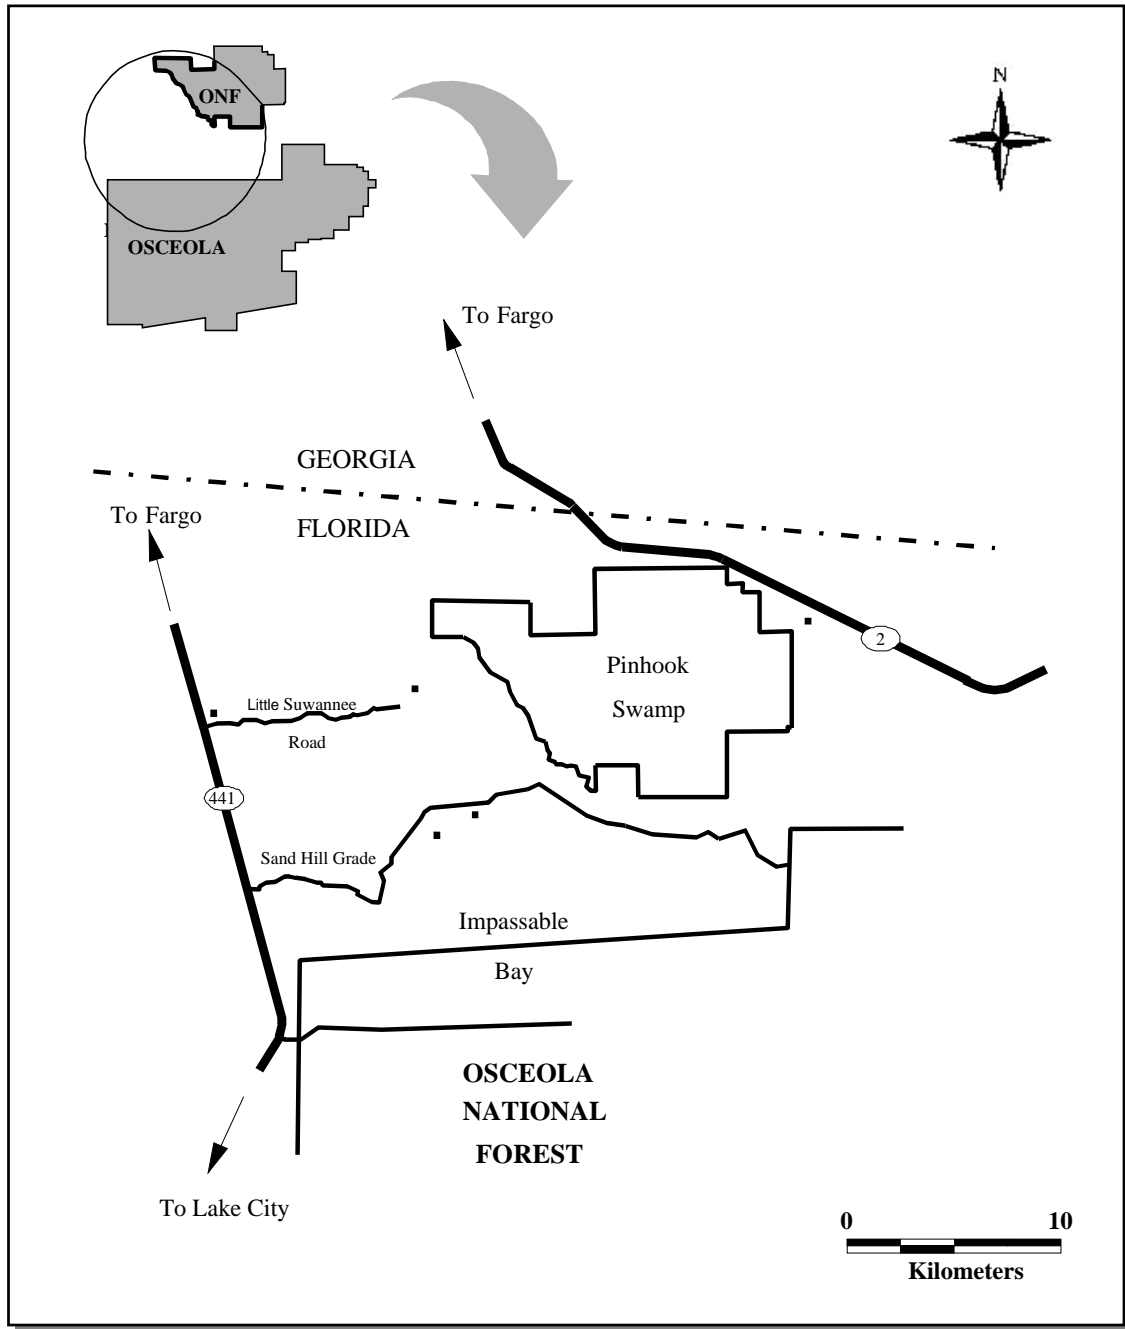 N
ONF
OSCEOLA
To Fargo
GEORGIA
To Fargo
FLORIDA
2
Pinhook
Swamp
Little Suwannee
Road
441
Sand Hill Grade
Impassable
Bay
OSCEOLA
NATIONAL
FOREST
To Lake City
0 10
Kilometers